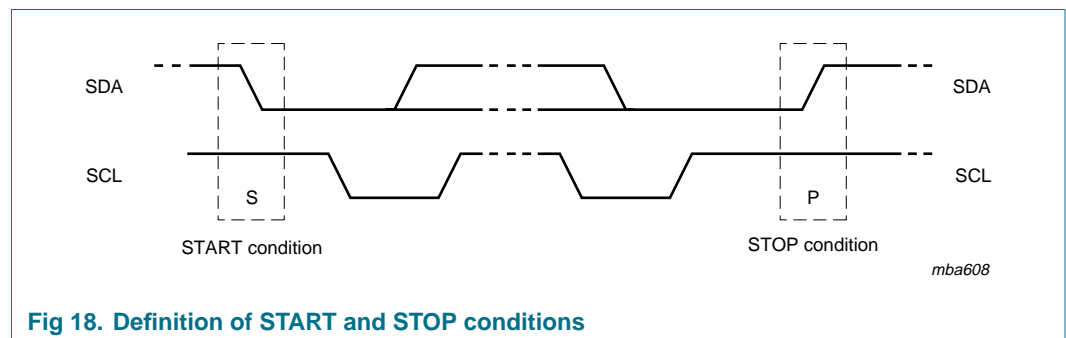 SDA
SDA
SCL
SCL
S
P
START condition
STOP condition
mba608
Fig 18. Definition of START and STOP conditions